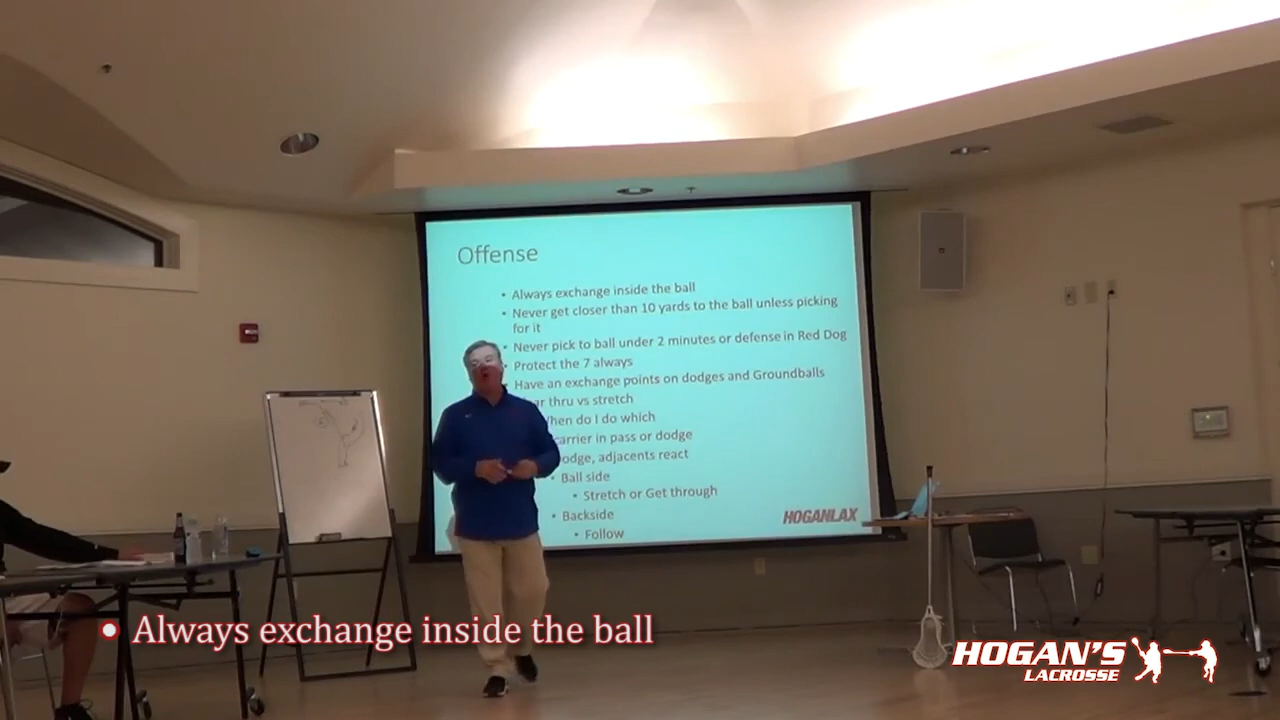 Offense
• Always exchange inside the ball
• Never get closer than 10 yards to the ball unless picking
for it
• Never pick to ball under 2 minutes or defense in Red Dog
• Protect the 7 always
Have an exchange points on dodges and Groundballs
thru vs stretch
do I do which
in pass or dodge
adjacents react
• Ball side
• Stretch or Get through
• Backside
• Follow
HOGANLAX
• Always exchange inside the ball
HOGAN'S
LACROSSE